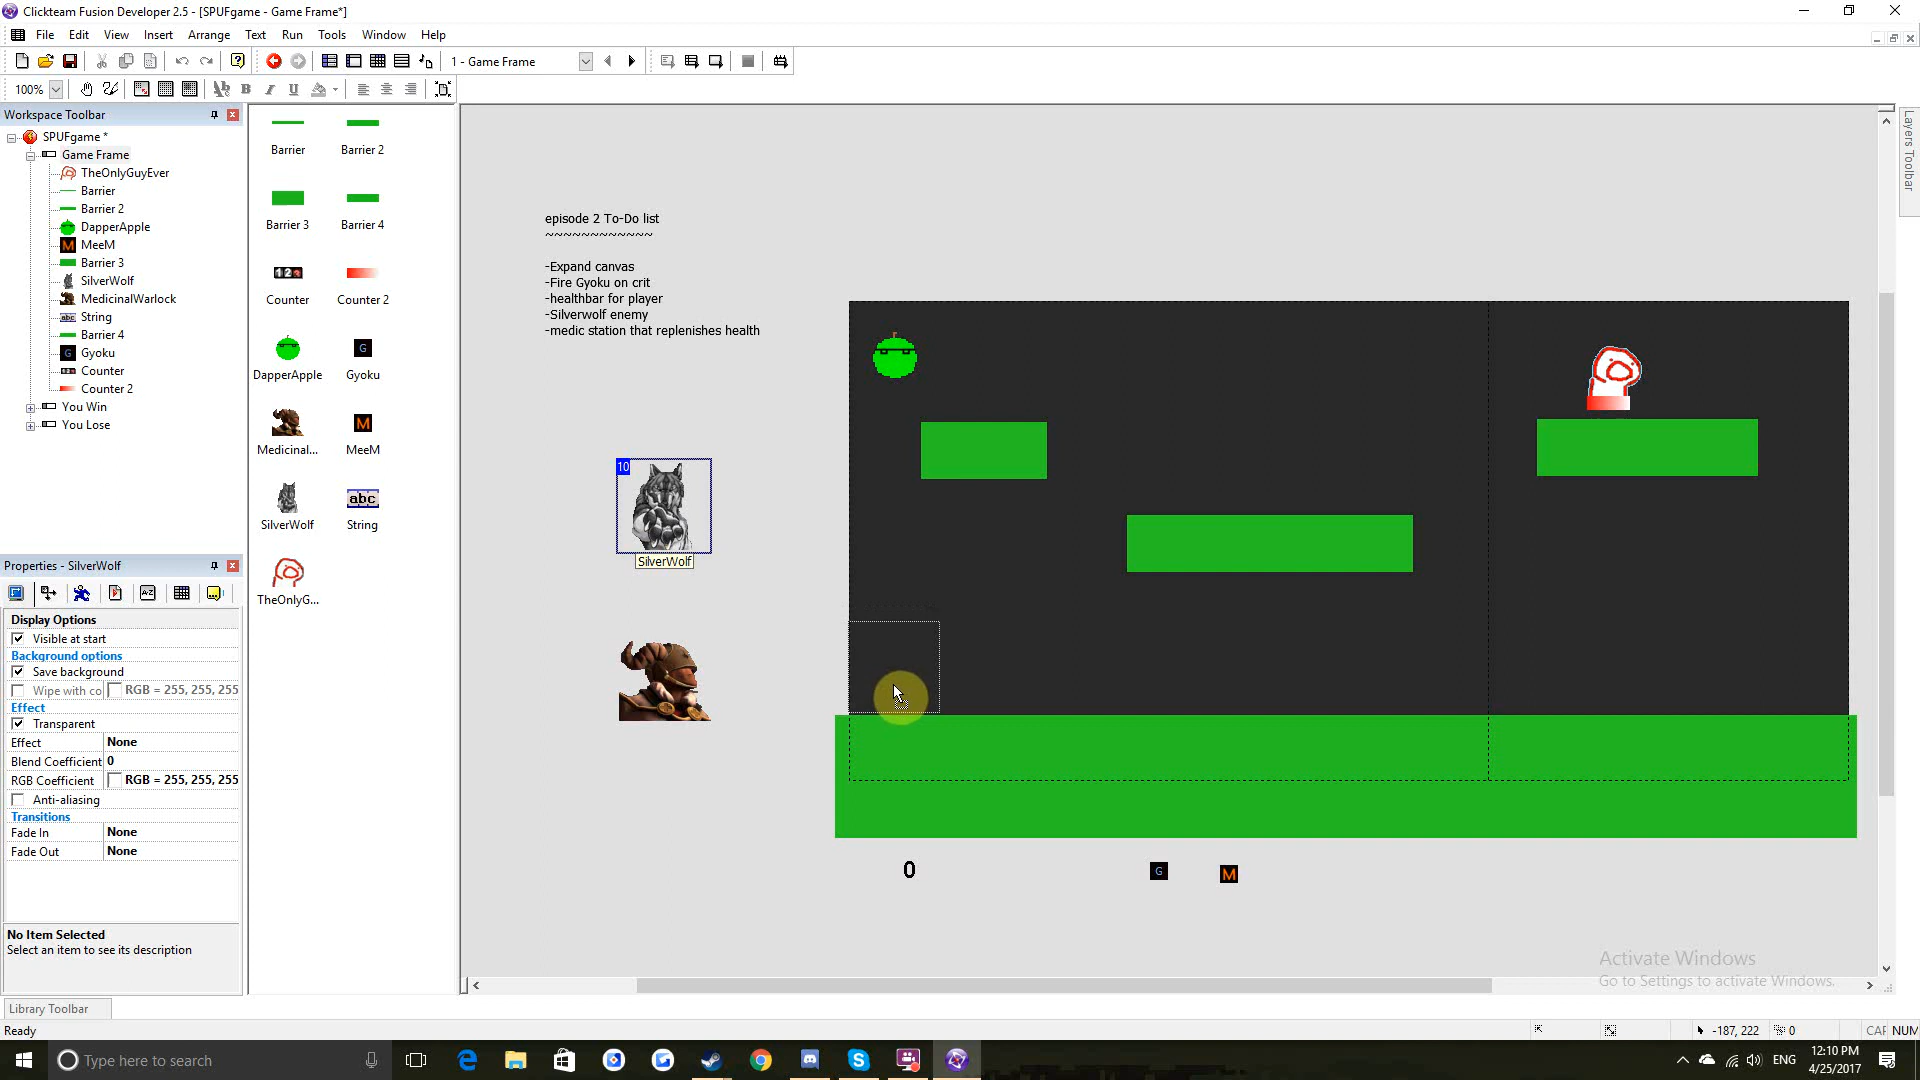 Clickteam Fusion Developer 2.5 - [SPUFgame - Game Frame*]
File Edit View Insert Arrange Text Run Tools Window Help
1 - Game Frame
100%
Workspace Toolbar
SPUFgame *
Game Frame
TheOnlyGuyEver
Barrier
Barrier 2
DapperApple
MeeM
Barrier 3
SilverWolf
MedicinalWarlock
String
Barrier 4
Gyoku
Counter
Counter 2
You Win
You Lose
Properties - SilverWolf
Display Options
Visible at start
Background options
Save background
Wipe with co RGB = 255, 255, 255
Effect
Transparent
Effect None
Blend Coefficient 0
RGB Coefficient RGB = 255, 255, 255
Anti-aliasing
Transitions
Fade In None
Fade Out None
No Item Selected
Select an item to see its description
Library Toolbar
Ready
Barrier Barrier 2
Barrier 3 Barrier 4
Counter Counter 2
DapperApple Gyoku
Medicinal... MeeM
SilverWolf String
TheOnlyG...
episode 2 To-Do list
~~~~~~~~~~~~
-Expand canvas
-Fire Gyoku on crit
-healthbar for player
-Silverwolf enemy
-medic station that replenishes health
10
SilverWolf
0
G
M
Layers Toolbar
Activate Windows
Go to Settings to activate Windows.
-187, 222 0 CAF NUM
Type here to search
ENG
12:10 PM
4/25/2017